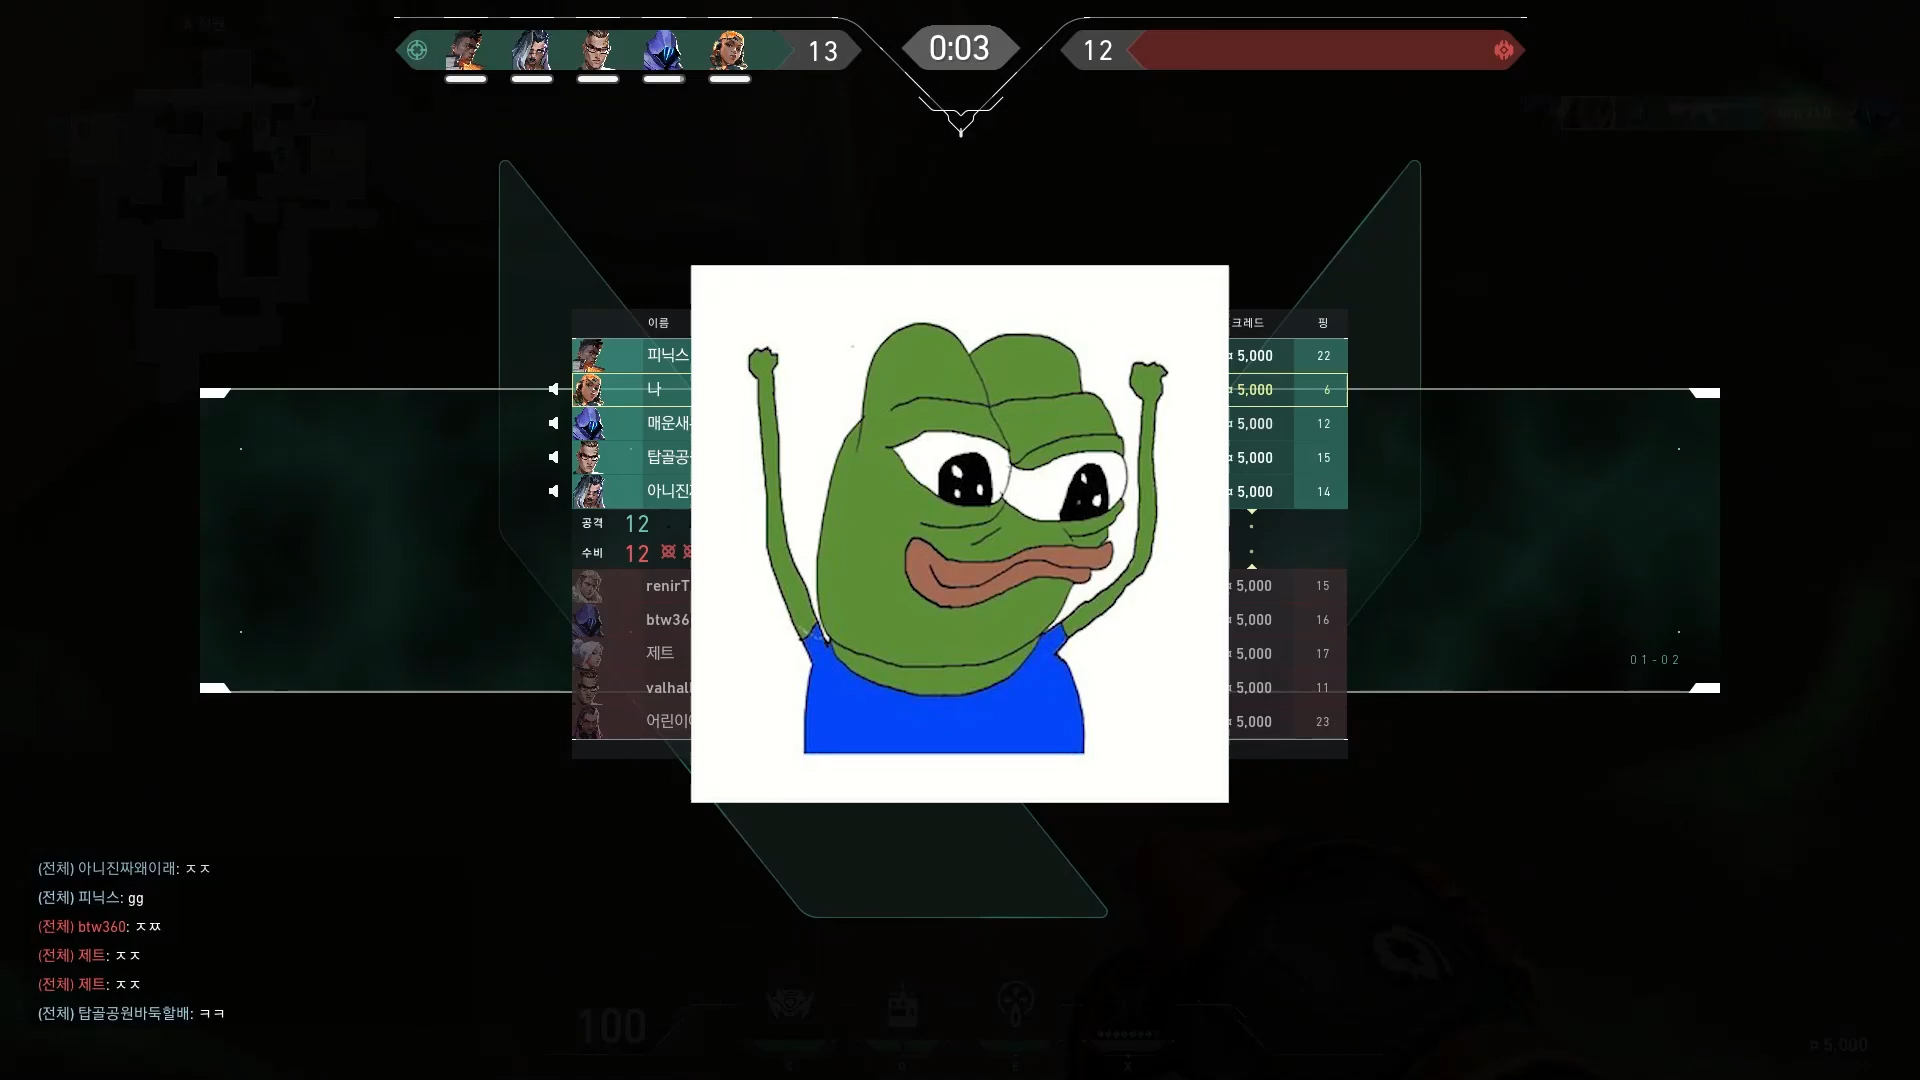 13
0:03
12
이름
크레드
핑
피닉스
¤ 5,000
22
나
¤ 5,000
6
매운새
¤ 5,000
12
탑골공
¤ 5,000
15
아니진
¤ 5,000
14
공격 12
수비 12
renirT
¤ 5,000
15
btw36
¤ 5,000
16
제트
¤ 5,000
17
valhal
¤ 5,000
11
어린이
¤ 5,000
23
01-02
(전체) 아니진짜왜이래: ㅈㅈ
(전체) 피닉스: gg
(전체) btw360: ㅈㅉ
(전체) 제트: ㅈㅈ
(전체) 제트: ㅈㅈ
(전체) 탑골공원바둑할배: ㅋㅋ
100
¤ 5,000